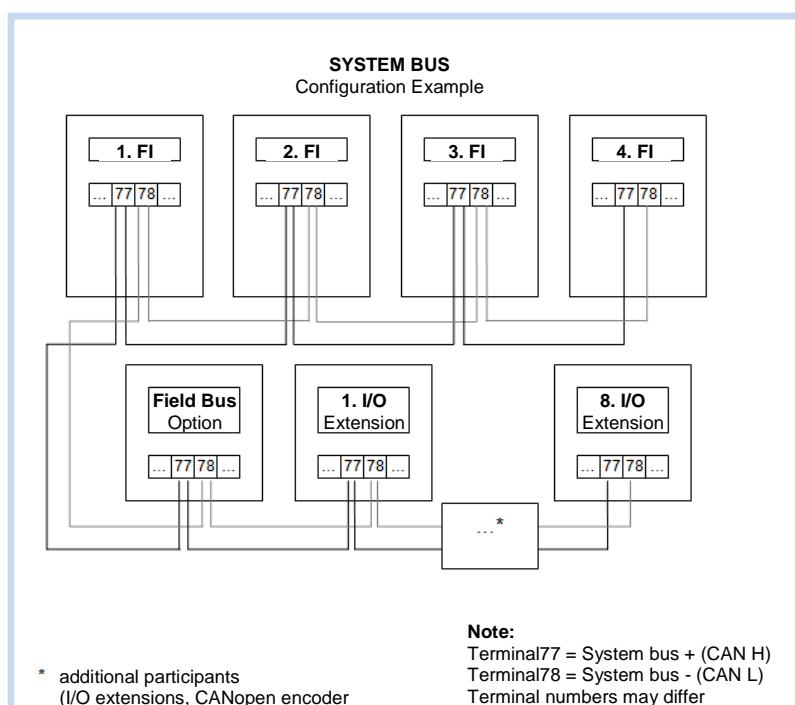 SYSTEM BUS
Configuration Example
1. FI
2. FI
3. FI
4. FI
... 77 78 ...
... 77 78 ...
... 77 78 ...
... 77 78 ...
Field Bus
Option
1. I/O
Extension
8. I/O
Extension
... 77 78 ...
... 77 78 ...
... 77 78 ...
...*
* additional participants
(I/O extensions, CANopen encoder
Note:
Terminal77 = System bus + (CAN H)
Terminal78 = System bus - (CAN L)
Terminal numbers may differ